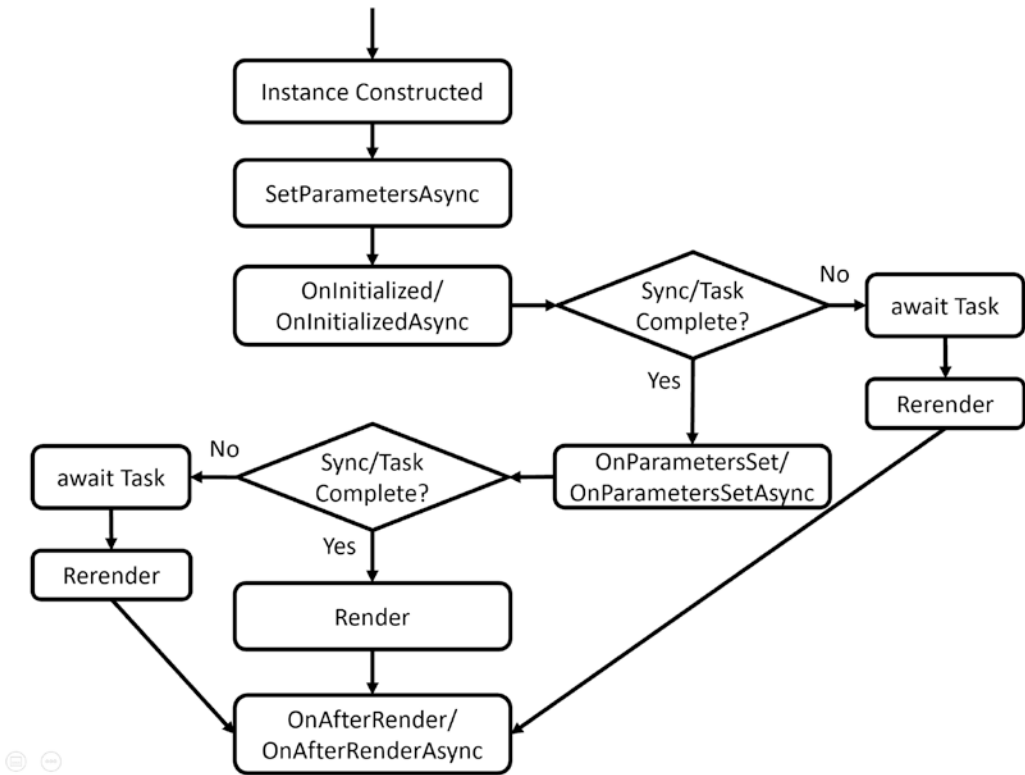 Instance Constructed
SetParametersAsync
OnInitialized/
OnInitializedAsync
Sync/Task
Complete?
No
await Task
Yes
Rerender
OnParametersSet/
OnParametersSetAsync
Sync/Task
Complete?
No
await Task
Yes
Rerender
Render
OnAfterRender/
OnAfterRenderAsync